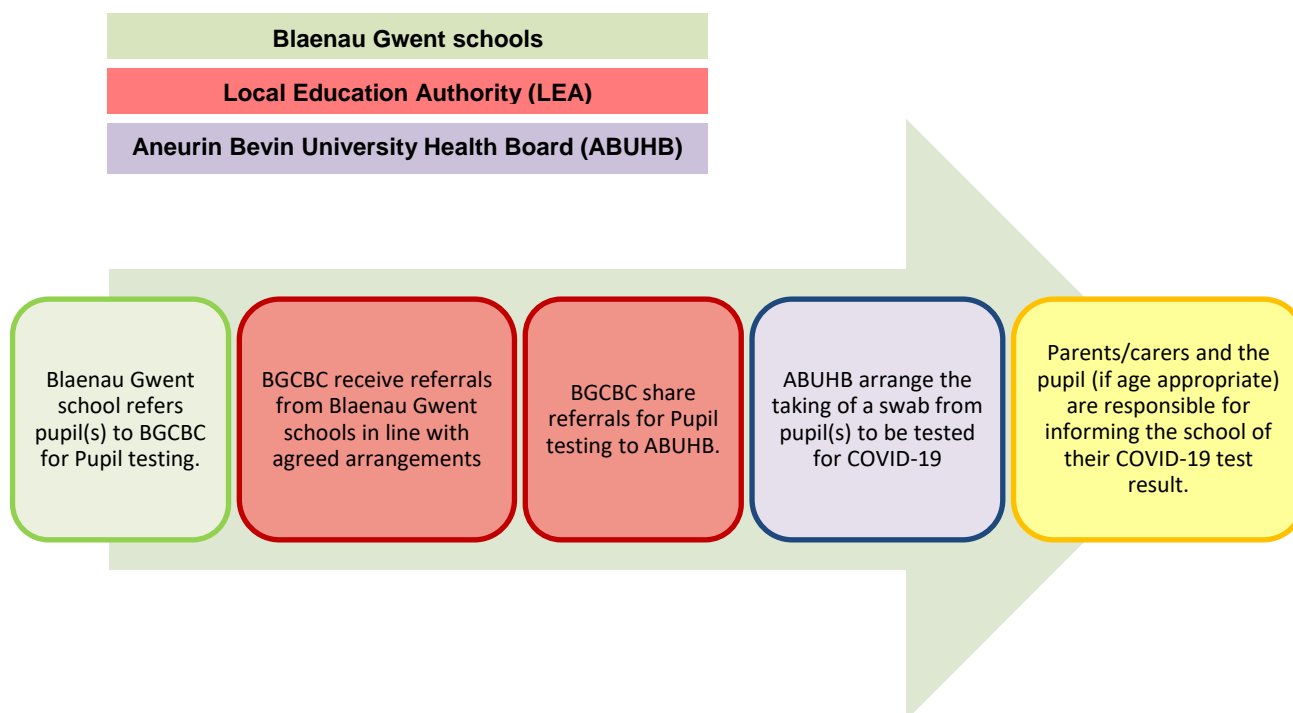 Blaenau Gwent schools
Local Education Authority (LEA)
Aneurin Bevin University Health Board (ABUHB)
Blaenau Gwent
school refers
pupil(s) to BGCBC
for Pupil testing.
BGCBC receive referrals
from Blaenau Gwent
schools in line with
agreed arrangements
BGCBC share
referrals for Pupil
testing to ABUHB.
ABUHB arrange the
taking of a swab from
pupil(s) to be tested
for COVID-19
Parents/carers and the
pupil (if age appropriate)
are responsible for
informing the school of
their COVID-19 test
result.